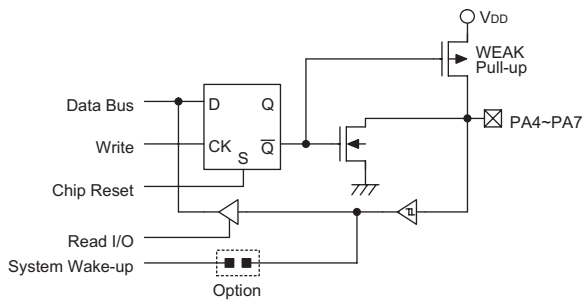 VDD
WEAK
Pull-up
Data Bus
D
Q
PA4~PA7
Write
CK
Q
S
Chip Reset
Read I/O
System Wake-up
Option